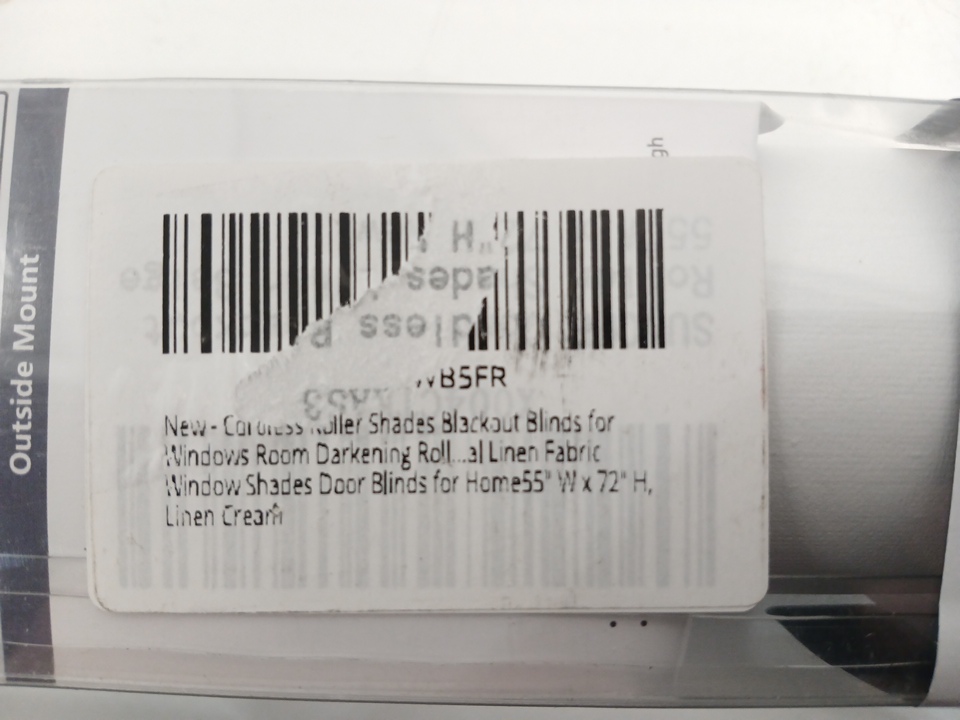 Outside Mount
gh
WB5FR
New - Cordless Roller Shades Blackout Blinds for
Windows Room Darkening Roll...al Linen Fabric
Window Shades Door Blinds for Home55" W x 72" H,
Linen Cream